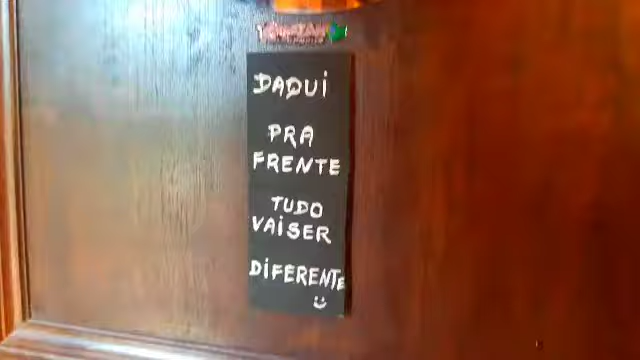 DAQUI
PRA
FRENTE
TUDO
VAiSER
DiFERENTE